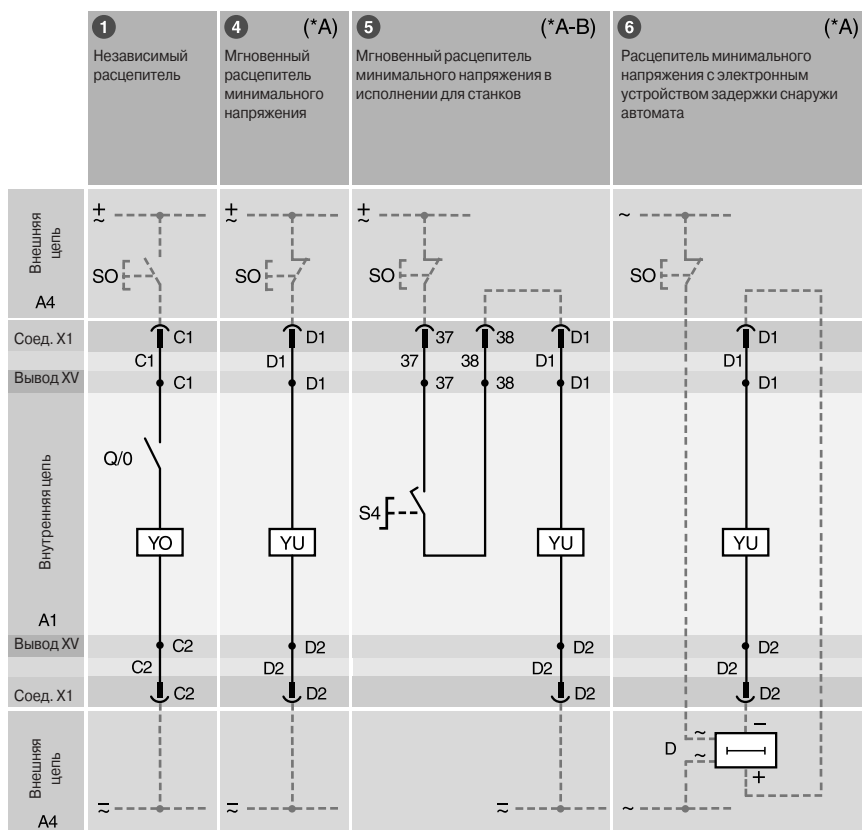 1
Независимый
расцепитель
4 (*A)
Мгновенный
расцепитель
минимального
напряжения
5 (*A-B)
Мгновенный расцепитель
минимального напряжения в
исполнении для станков
6 (*A)
Расцепитель минимального
напряжения с электронным
устройством задержки снаружи
автомата
Внешняя
цепь
A4
+
~
+
~
+
~
~
SO
SO
SO
SO
Соед. X1
C1
D1
37
38
D1
D1
C1
D1
37
38
D1
D1
Вывод XV
C1
D1
37
38
D1
D1
Внутренняя цепь
A1
Q/0
S4
YO
YU
YU
YU
Вывод XV
C2
D2
D2
D2
C2
D2
D2
D2
Соед. X1
C2
D2
D2
D2
Внешняя
цепь
A4
D
~
~
−
+
~
~
~
~